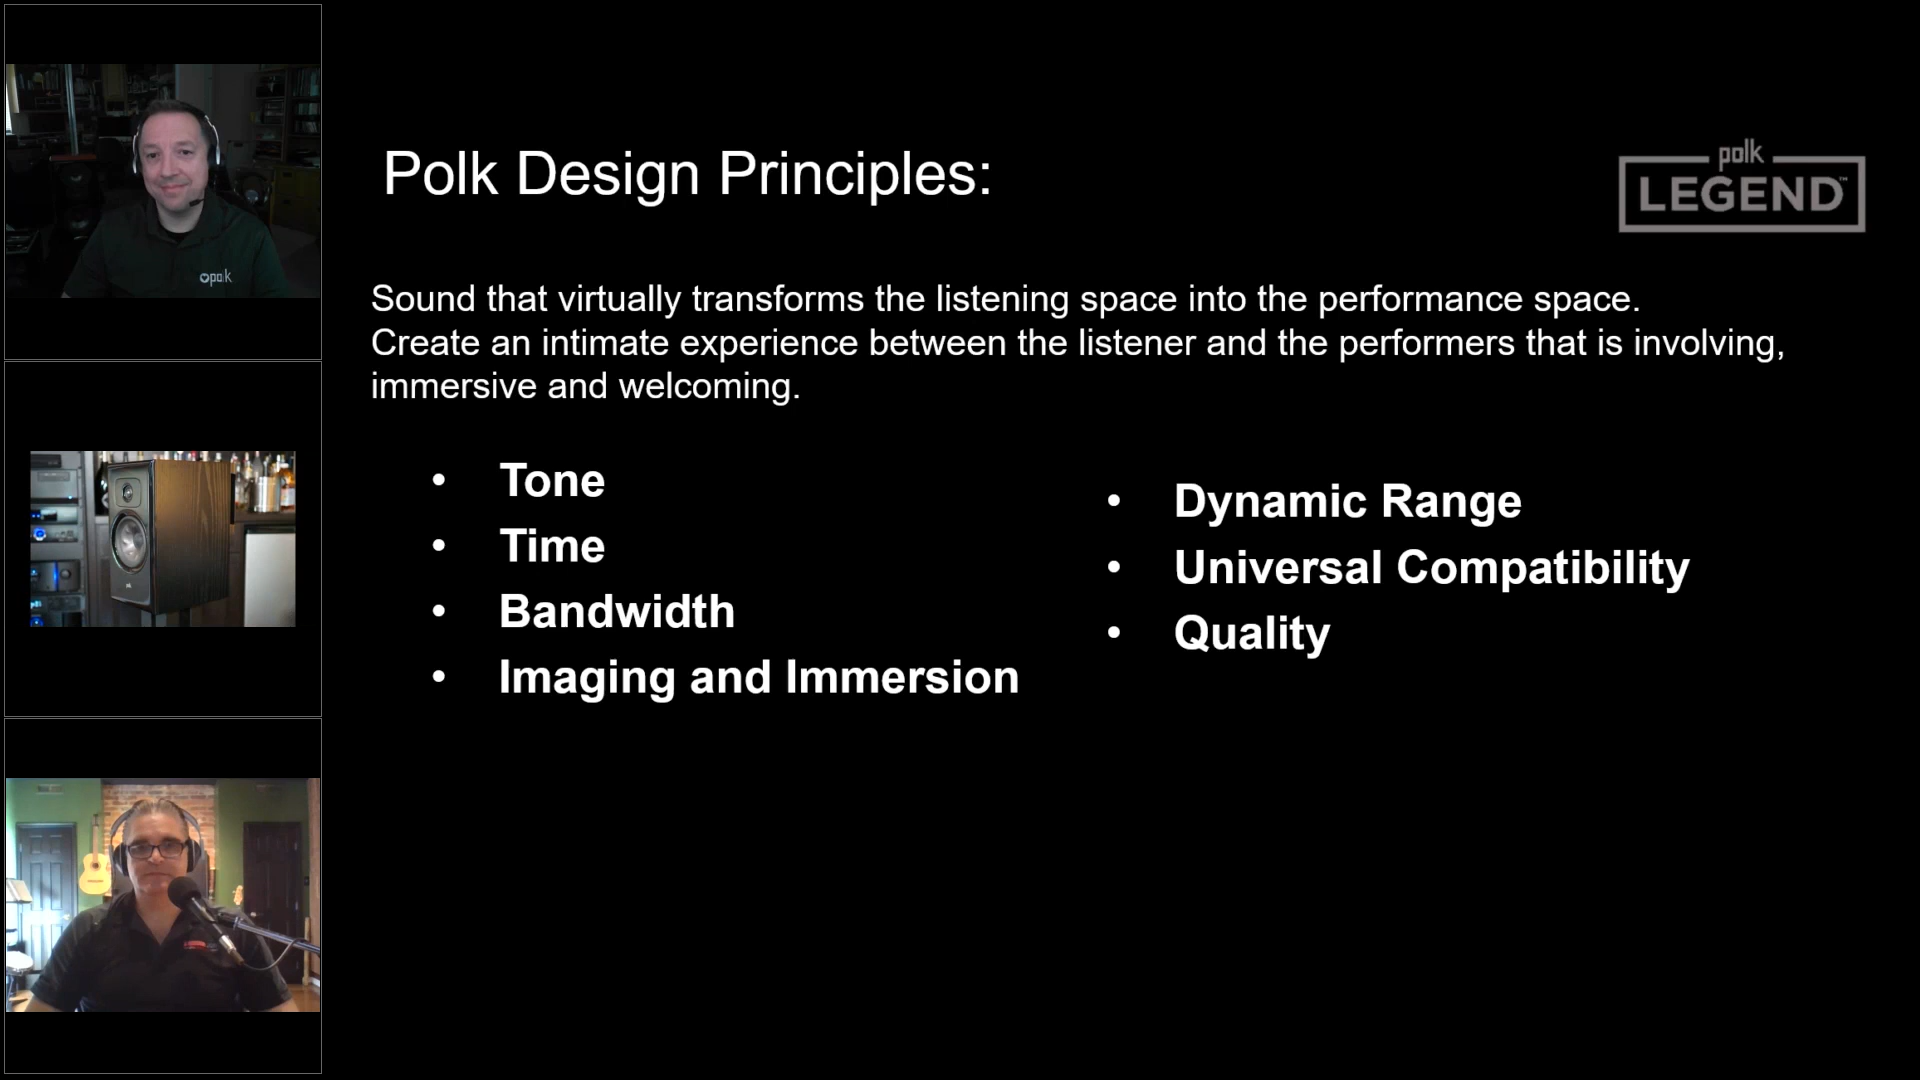 Polk Design Principles:
polk
LEGEND™
Sound that virtually transforms the listening space into the performance space.
Create an intimate experience between the listener and the performers that is involving,
immersive and welcoming.
• Tone
• Time
• Bandwidth
• Imaging and Immersion
• Dynamic Range
• Universal Compatibility
• Quality
polk